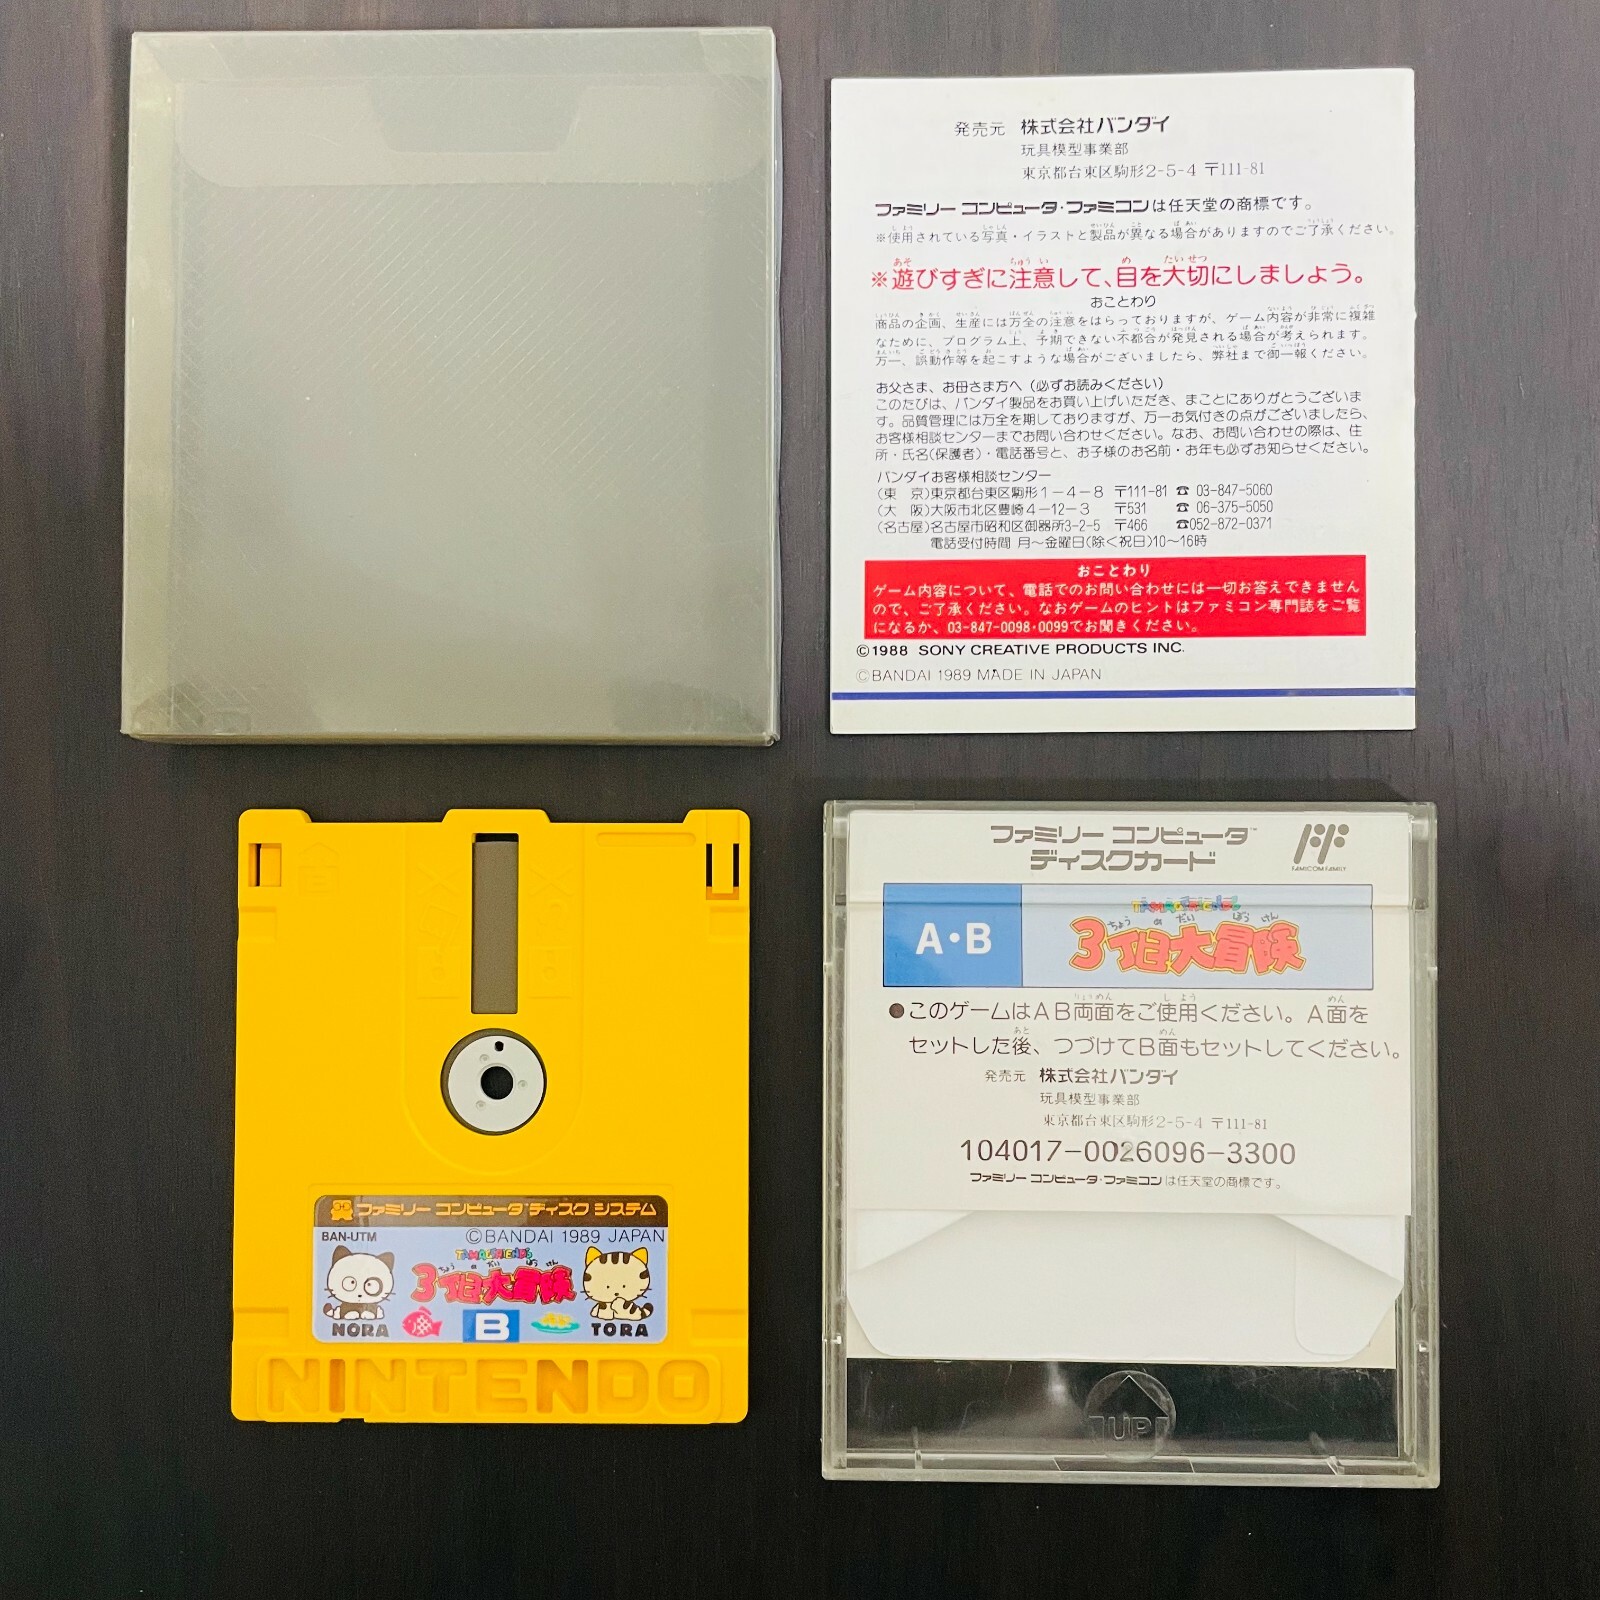 発売元 株式会社バンダイ
玩具模型事業部
東京都台東区駒形2-5-4 〒111-81
ファミリーコンピュータ・ファミコンは任天堂の商標です。
※使用されている写真・イラストと製品が異なる場合がありますのでご了承ください。
※遊びすぎに注意して、目を大切にしましょう。
おことわり
商品の企画、生産には万全の注意をはらっておりますが、ゲーム内容が非常に複雑
なために、プログラム上、予期できない不都合が発見される場合が考えられます。
万一、誤動作等を起こすような場合がございましたら、弊社まで御一報ください。
お父さま、お母さま方へ(必ずお読みください)
このたびは、バンダイ製品をお買い上げいただき、まことにありがとうございま
す。品質管理には万全を期しておりますが、万一お気付きの点がございましたら、
お客様相談センターまでお問い合わせください。なお、お問い合わせの際は、住
所・氏名(保護者)・電話番号と、お子様のお名前・お年も必ずお知らせください。
バンダイお客様相談センター
(東 京)東京都台東区駒形1-4-8 〒111-81 ☎ 03-847-5060
(大 阪)大阪市北区豊崎4-12-3 〒531 ☎ 06-375-5050
(名古屋)名古屋市昭和区御器所3-2-5 〒466 ☎052-872-0371
電話受付時間 月〜金曜日(除く祝日)10〜16時
おことわり
ゲーム内容について、電話でのお問い合わせには一切お答えできません
ので、ご了承ください。なおゲームのヒントはファミコン専門誌をご覧
になるか、03-847-0098・0099でお聞きください。
©1988 SONY CREATIVE PRODUCTS INC.
©BANDAI 1989 MADE IN JAPAN
ファミリーコンピュータ ディスクシステム
BAN-UTM ©BANDAI 1989 JAPAN
TAMA&FRIENDS
3丁目大冒険
NORA B TORA
NINTENDO
ファミリーコンピュータ™
ディスクカード
FAMICOM FAMILY
A・B
TAMA&FRIENDS
3丁目大冒険
●このゲームはAB両面をご使用ください。A面を
セットした後、つづけてB面もセットしてください。
発売元 株式会社バンダイ
玩具模型事業部
東京都台東区駒形2-5-4 〒111-81
104017-0026096-3300
ファミリーコンピュータ・ファミコンは任天堂の商標です。
UP